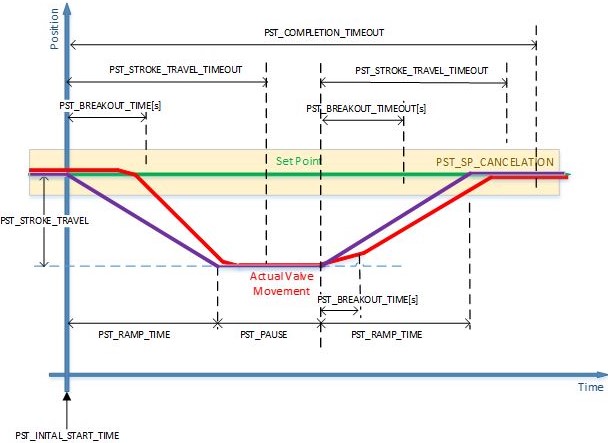 Position
PST_COMPLETION_TIMEOUT
PST_STROKE_TRAVEL_TIMEOUT
PST_STROKE_TRAVEL_TIMEOUT
PST_BREAKOUT_TIME[s]
PST_BREAKOUT_TIMEOUT[s]
Set Point
PST_SP_CANCELATION
PST_STROKE_TRAVEL
Actual Valve
Movement
PST_BREAKOUT_TIME[s]
PST_RAMP_TIME
PST_PAUSE
PST_RAMP_TIME
Time
PST_INITAL_START_TIME